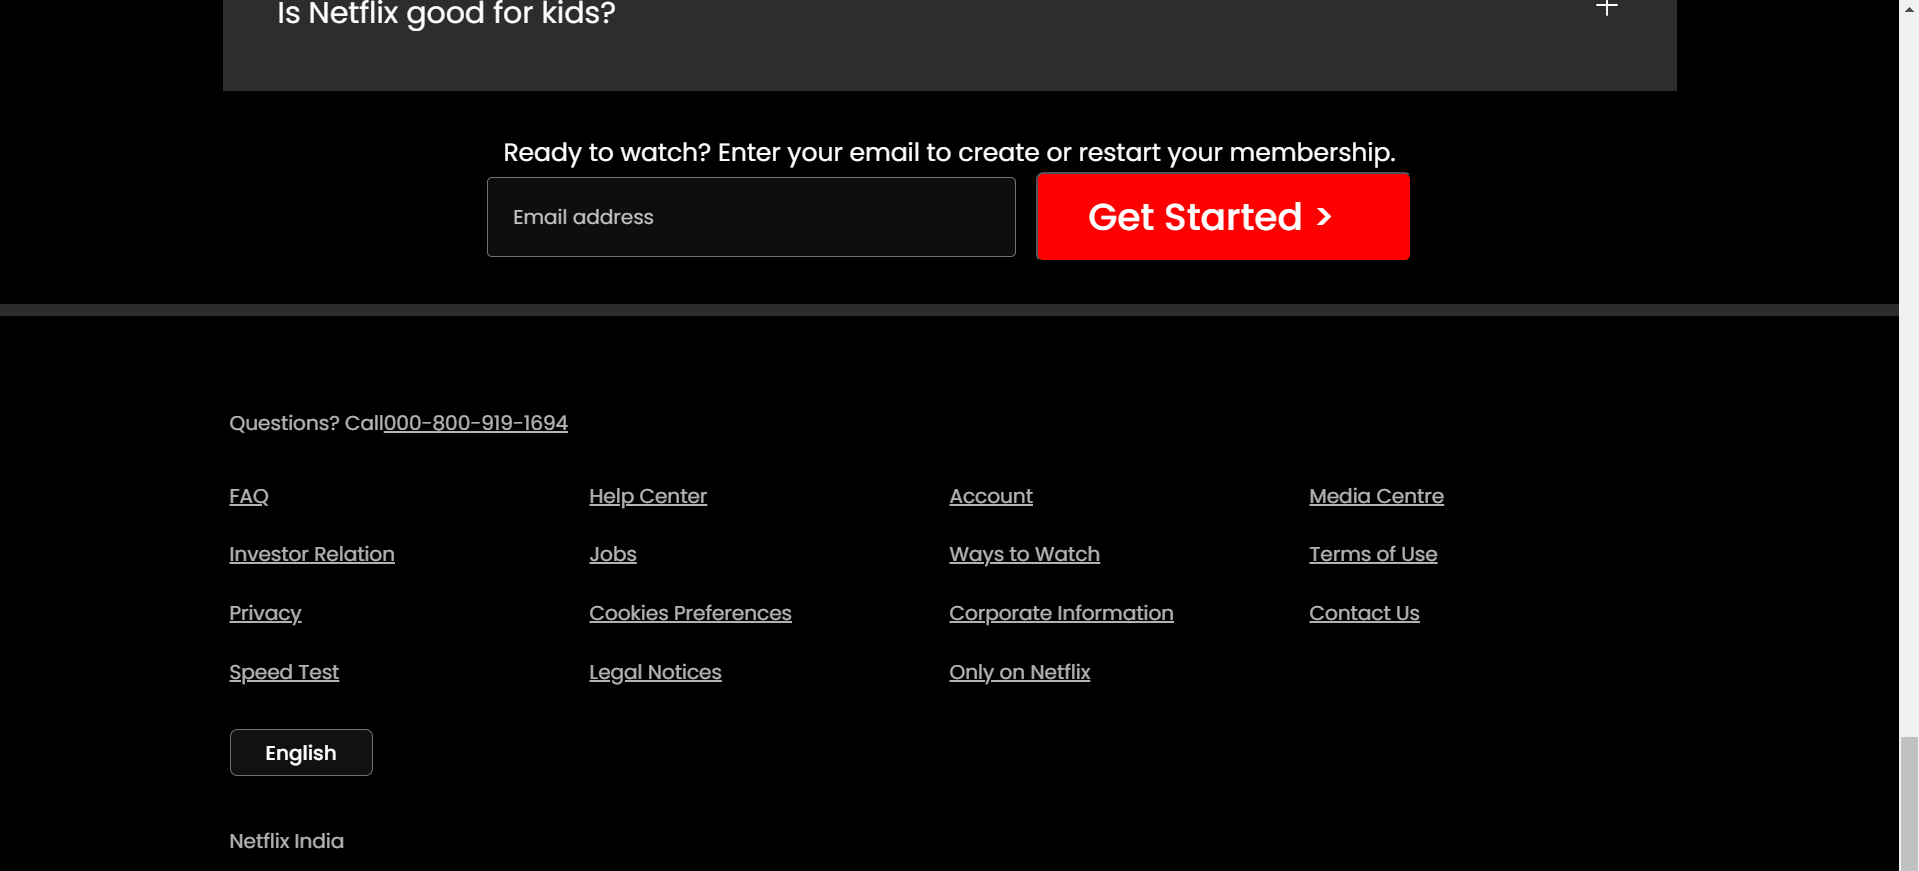 Is Netflix good for kids?
Ready to watch? Enter your email to create or restart your membership.
Email address
Get Started >
Questions? Call000-800-919-1694
FAQ Help Center Account Media Centre
Investor Relation Jobs Ways to Watch Terms of Use
Privacy Cookies Preferences Corporate Information Contact Us
Speed Test Legal Notices Only on Netflix
English
Netflix India